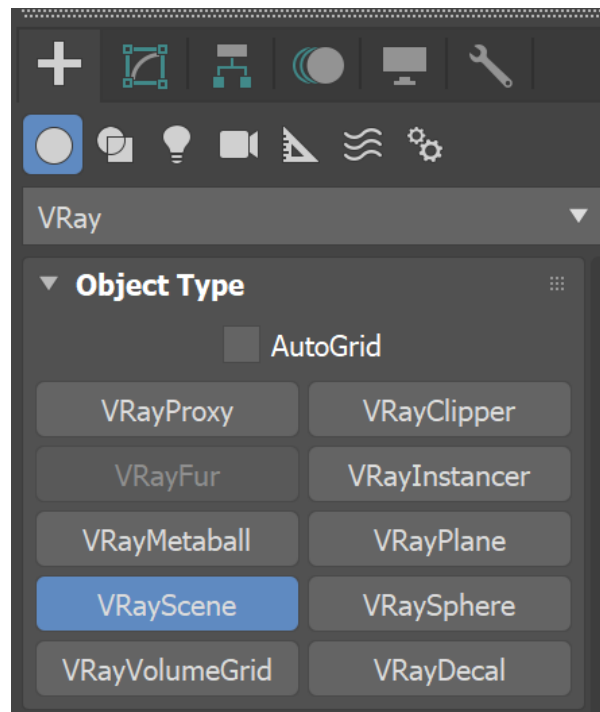 VRay
Object Type
AutoGrid
VRayProxy VRayClipper
VRayFur VRayInstancer
VRayMetaball VRayPlane
VRayScene VRaySphere
VRayVolumeGrid VRayDecal